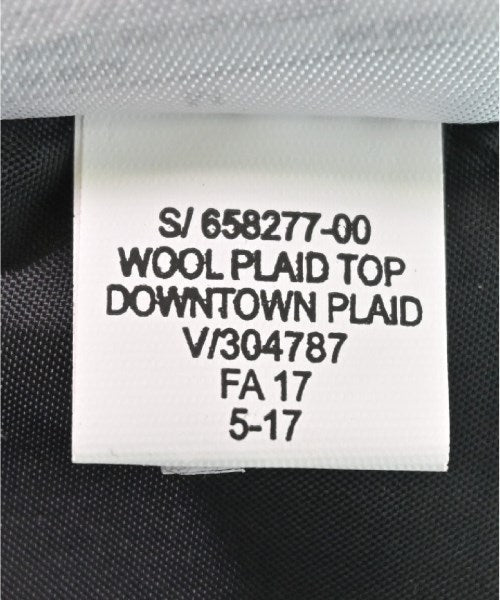 S/ 658277-00
WOOL PLAID TOP
DOWNTOWN PLAID
V/304787
FA 17
5-17